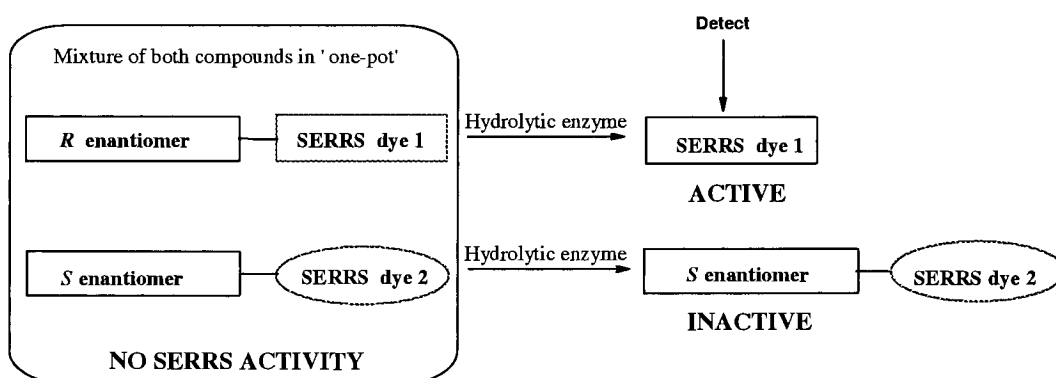 Detect
Mixture of both compounds in ' one-pot'
R enantiomer
SERRS dye 1
Hydrolytic enzyme
SERRS dye 1
ACTIVE
S enantiomer
SERRS dye 2
Hydrolytic enzyme
S enantiomer
SERRS dye 2
INACTIVE
NO SERRS ACTIVITY